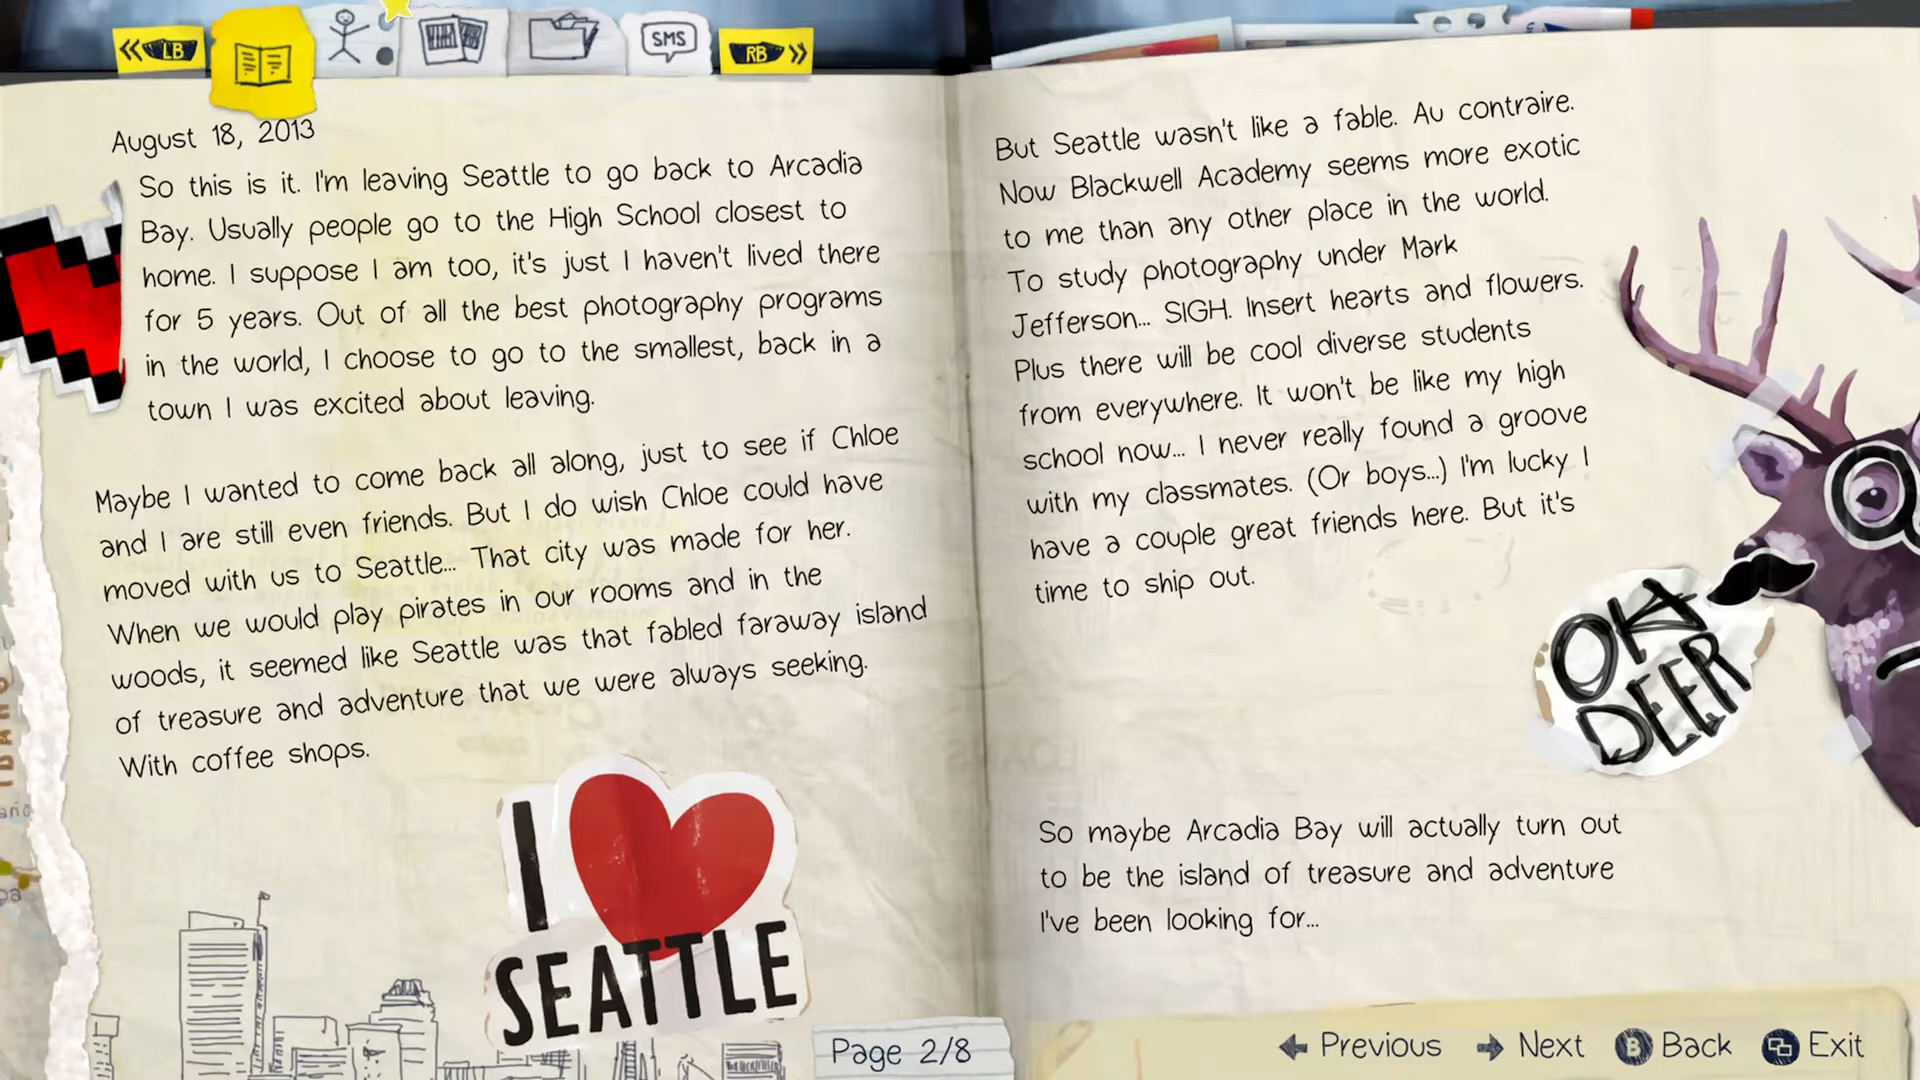 LB
SMS
RB
August 18, 2013
So this is it. I'm leaving Seattle to go back to Arcadia
Bay. Usually people go to the High School closest to
home. I suppose I am too, it's just I haven't lived there
for 5 years. Out of all the best photography programs
in the world, I choose to go to the smallest, back in a
town I was excited about leaving.
Maybe I wanted to come back all along, just to see if Chloe
and I are still even friends. But I do wish Chloe could have
moved with us to Seattle... That city was made for her.
When we would play pirates in our rooms and in the
woods, it seemed like Seattle was that fabled faraway island
of treasure and adventure that we were always seeking.
With coffee shops.
I
SEATTLE
Page 2/8
But Seattle wasn't like a fable. Au contraire.
Now Blackwell Academy seems more exotic
to me than any other place in the world.
To study photography under Mark
Jefferson... SIGH. Insert hearts and flowers.
Plus there will be cool diverse students
from everywhere. It won't be like my high
school now... I never really found a groove
with my classmates. (Or boys...) I'm lucky I
have a couple great friends here. But it's
time to ship out.
OH
DEER
So maybe Arcadia Bay will actually turn out
to be the island of treasure and adventure
I've been looking for...
Previous
Next
B Back
Exit